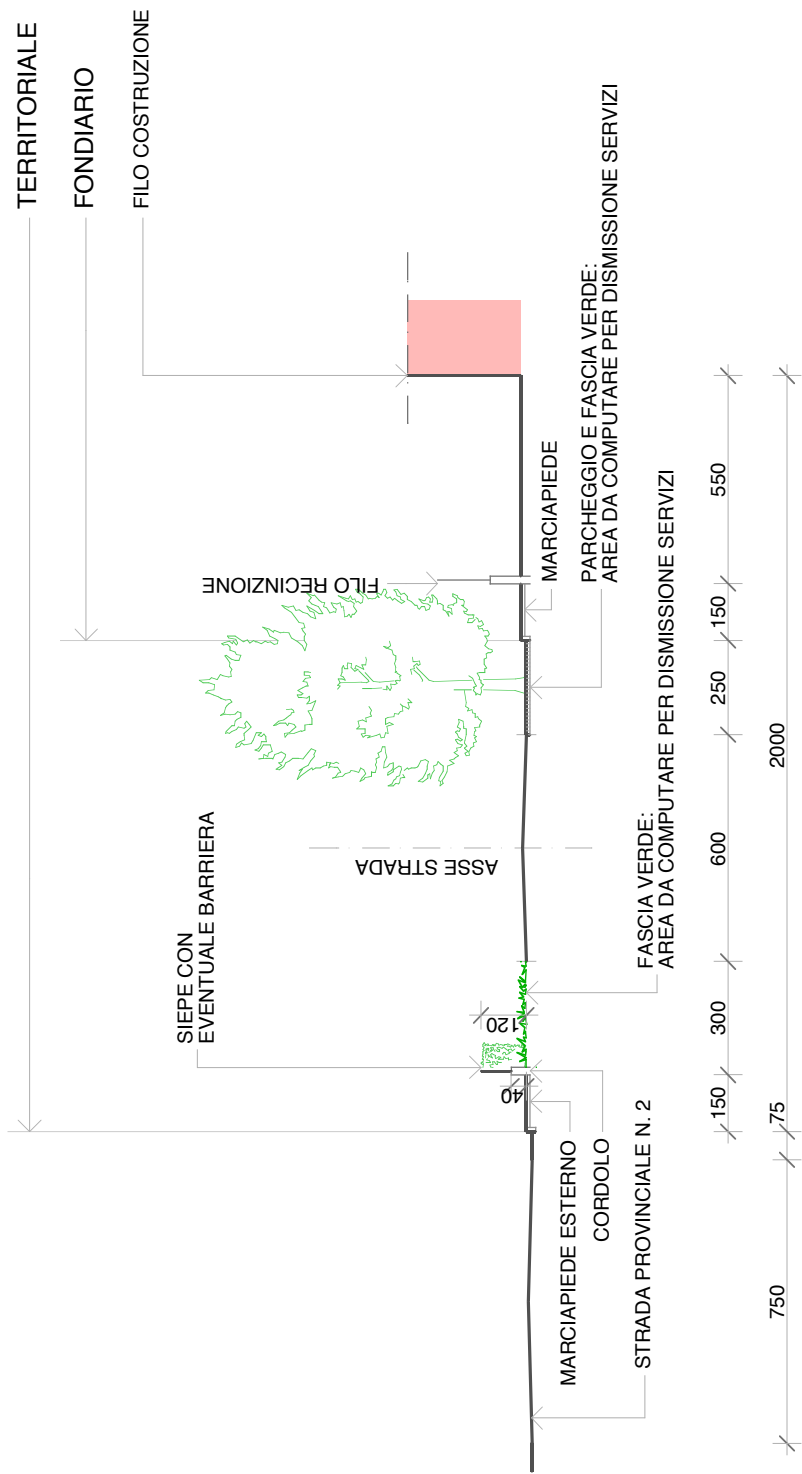 TERRITORIALE
FONDIARIO
FILO COSTRUZIONE
SIEPE CON
EVENTUALE BARRIERA
FILO RECINZIONE
ASSE STRADA
120
40
MARCIAPIEDE ESTERNO
CORDOLO
STRADA PROVINCIALE N. 2
FASCIA VERDE:
AREA DA COMPUTARE PER DISMISSIONE SERVIZI
MARCIAPIEDE
PARCHEGGIO E FASCIA VERDE:
AREA DA COMPUTARE PER DISMISSIONE SERVIZI
150
300
600
250
150
550
750
75
2000